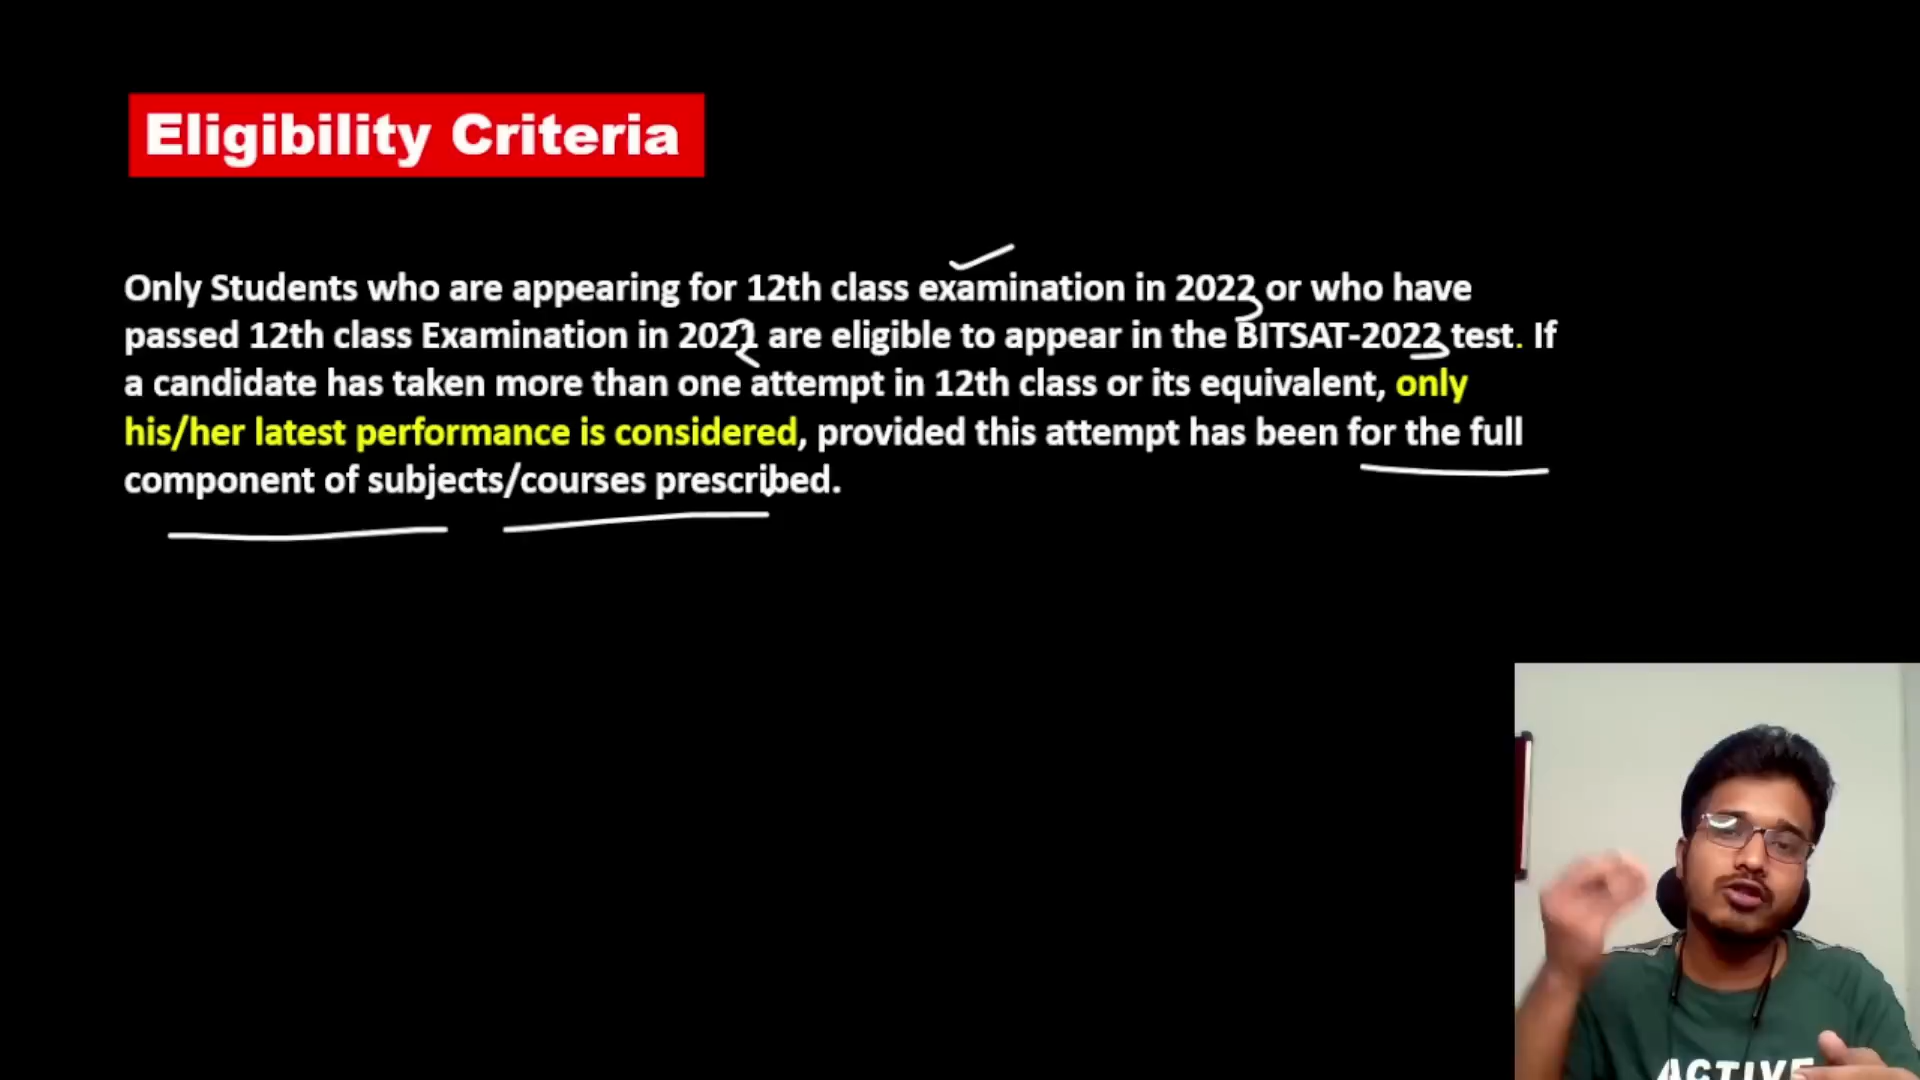 Eligibility Criteria
Only Students who are appearing for 12th class examination in 2022 or who have
passed 12th class Examination in 2021 are eligible to appear in the BITSAT-2022 test. If
a candidate has taken more than one attempt in 12th class or its equivalent, only
his/her latest performance is considered, provided this attempt has been for the full
component of subjects/courses prescribed.
ACTIVE